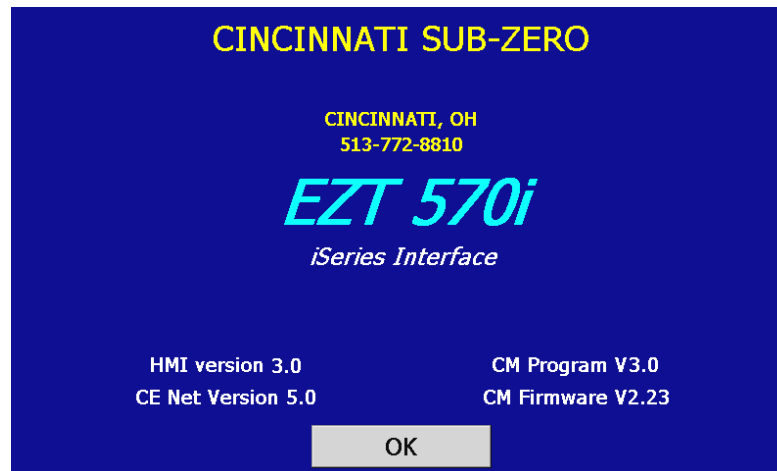 CINCINNATI SUB-ZERO
CINCINNATI, OH
513-772-8810
EZT 570i
iSeries Interface
HMI version 3.0
CM Program V3.0
CE Net Version 5.0
CM Firmware V2.23
OK